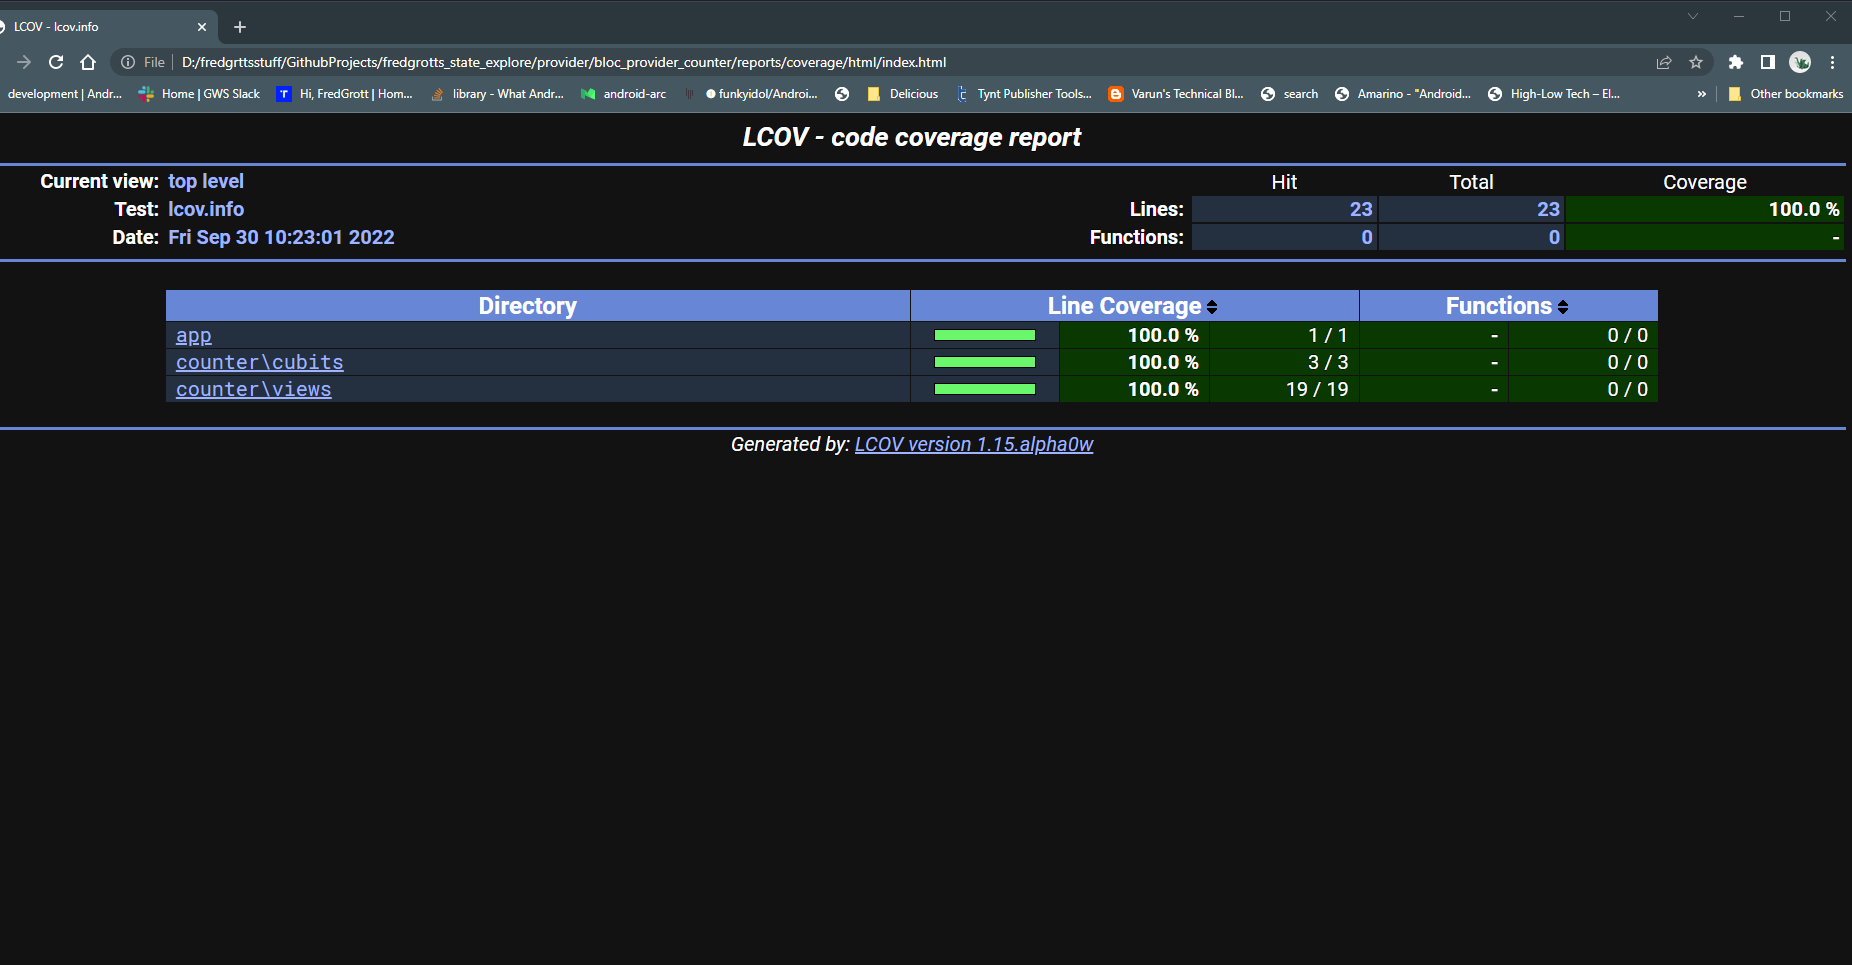 LCOV - lcov.info
File D:/fredgrttsstuff/GithubProjects/fredgrotts_state_explore/provider/bloc_provider_counter/reports/coverage/html/index.html
development | Andr... Home | GWS Slack Hi, FredGrott | Hom... library - What Andr... android-arc funkyidol/Androi... Delicious Tynt Publisher Tools... Varun's Technical Bl... search Amarino - "Android... High-Low Tech – El... » Other bookmarks
LCOV - code coverage report
Current view: top level Hit Total Coverage
Test: lcov.info Lines: 23 23 100.0 %
Date: Fri Sep 30 10:23:01 2022 Functions: 0 0 -
Directory Line Coverage Functions
app 100.0 % 1 / 1 - 0 / 0
counter\cubits 100.0 % 3 / 3 - 0 / 0
counter\views 100.0 % 19 / 19 - 0 / 0
Generated by: LCOV version 1.15.alpha0w